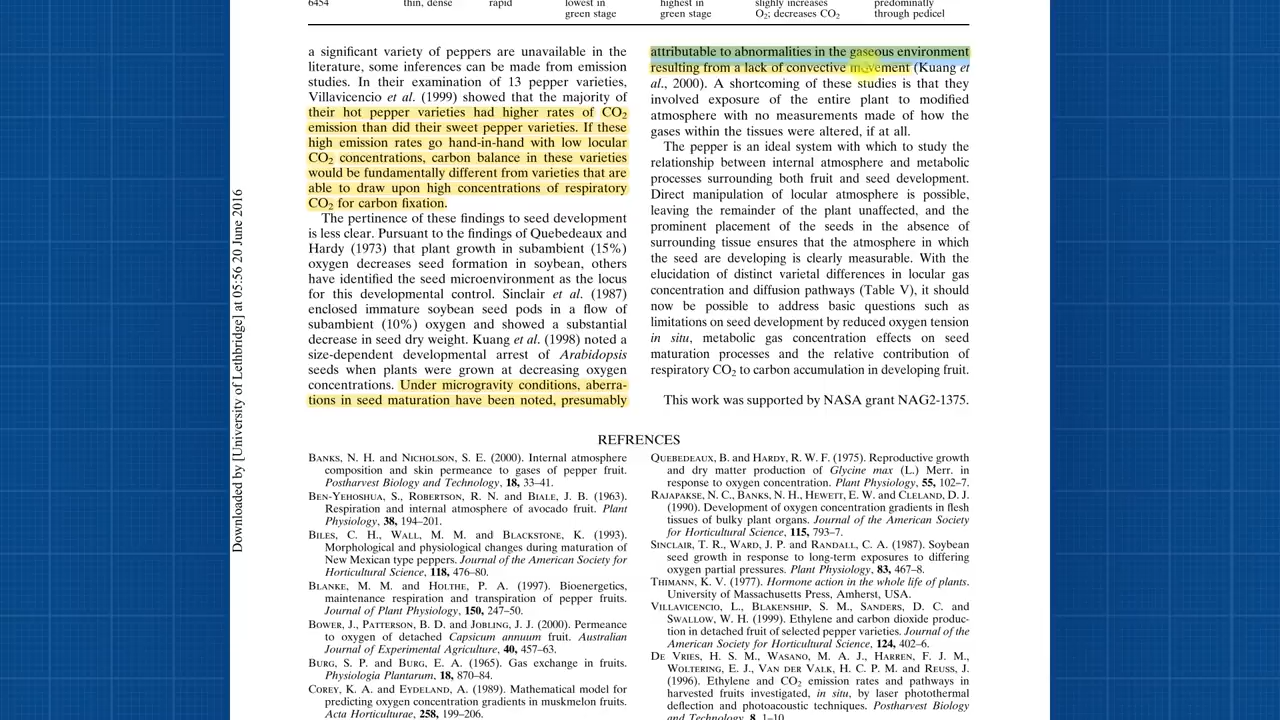 6454 thin, dense rapid lowest in highest in slightly increases predominally
green stage green stage O2; decreases CO2 through pedicel
a significant variety of peppers are unavailable in the
literature, some inferences can be made from emission
studies. In their examination of 13 pepper varieties,
Villavicencio et al. (1999) showed that the majority of
their hot pepper varieties had higher rates of CO2
emission than did their sweet pepper varieties. If these
high emission rates go hand-in-hand with low locular
CO2 concentrations, carbon balance in these varieties
would be fundamentally different from varieties that are
able to draw upon high concentrations of respiratory
CO2 for carbon fixation.
The pertinence of these findings to seed development
is less clear. Pursuant to the findings of Quebedeaux and
Hardy (1973) that plant growth in subambient (15%)
oxygen decreases seed formation in soybean, others
have identified the seed microenvironment as the locus
for this developmental control. Sinclair et al. (1987)
enclosed immature soybean seed pods in a flow of
subambient (10%) oxygen and showed a substantial
decrease in seed dry weight. Kuang et al. (1998) noted a
size-dependent developmental arrest of Arabidopsis
seeds when plants were grown at decreasing oxygen
concentrations. Under microgravity conditions, aberra-
tions in seed maturation have been noted, presumably
attributable to abnormalities in the gaseous environment
resulting from a lack of convective movement (Kuang et
al., 2000). A shortcoming of these studies is that they
involved exposure of the entire plant to modified
atmosphere with no measurements made of how the
gases within the tissues were altered, if at all.
The pepper is an ideal system with which to study the
relationship between internal atmosphere and metabolic
processes surrounding both fruit and seed development.
Direct manipulation of locular atmosphere is possible,
leaving the remainder of the plant unaffected, and the
prominent placement of the seeds in the absence of
surrounding tissue ensures that the atmosphere in which
the seed are developing is clearly measurable. With the
elucidation of distinct varietal differences in locular gas
concentration and diffusion pathways (Table V), it should
now be possible to address basic questions such as
limitations on seed development by reduced oxygen tension
in situ, metabolic gas concentration effects on seed
maturation processes and the relative contribution of
respiratory CO2 to carbon accumulation in developing fruit.
This work was supported by NASA grant NAG2-1375.
Downloaded by [University of Lethbridge] at 05:56 20 June 2016
REFRENCES
BANKS, N. H. and NICHOLSON, S. E. (2000). Internal atmosphere
composition and skin permeance to gases of pepper fruit.
Postharvest Biology and Technology, 18, 33–41.
BEN-YEHOSHUA, S., ROBERTSON, R. N. and BIALE, J. B. (1963).
Respiration and internal atmosphere of avocado fruit. Plant
Physiology, 38, 194–201.
BILES, C. H., WALL, M. M. and BLACKSTONE, K. (1993).
Morphological and physiological changes during maturation of
New Mexican type peppers. Journal of the American Society for
Horticultural Science, 118, 476–80.
BLANKE, M. M. and HOLTHE, P. A. (1997). Bioenergetics,
maintenance respiration and transpiration of pepper fruits.
Journal of Plant Physiology, 150, 247–50.
BOWER, J., PATTERSON, B. D. and JOBLING, J. J. (2000). Permeance
to oxygen of detached Capsicum annuum fruit. Australian
Journal of Experimental Agriculture, 40, 457–63.
BURG, S. P. and BURG, E. A. (1965). Gas exchange in fruits.
Physiologia Plantarum, 18, 870–84.
COREY, K. A. and EYDELAND, A. (1989). Mathematical model for
predicting oxygen concentration gradients in muskmelon fruits.
Acta Horticulturae, 258, 199–206.
QUEBEDEAUX, B. and HARDY, R. W. F. (1975). Reproductive growth
and dry matter production of Glycine max (L.) Merr. in
response to oxygen concentration. Plant Physiology, 55, 102–7.
RAJAPAKSE, N. C., BANKS, N. H., HEWETT, E. W. and CLELAND, D. J.
(1990). Development of oxygen concentration gradients in flesh
tissues of bulky plant organs. Journal of the American Society
for Horticultural Science, 115, 793–7.
SINCLAIR, T. R., WARD, J. P. and RANDALL, C. A. (1987). Soybean
seed growth in response to long-term exposures to differing
oxygen partial pressures. Plant Physiology, 83, 467–8.
THIMANN, K. V. (1977). Hormone action in the whole life of plants.
University of Massachusetts Press, Amherst, USA.
VILLAVICENCIO, L., BLAKENSHIP, S. M., SANDERS, D. C. and
SWALLOW, W. H. (1999). Ethylene and carbon dioxide produc-
tion in detached fruit of selected pepper varieties. Journal of the
American Society for Horticultural Science, 124, 402–6.
DE VRIES, H. S. M., WASANO, M. A. J., HARREN, F. J. M.,
WOLTERING, E. J., VAN DER VALK, H. C. P. M. and REUSS, J.
(1996). Ethylene and CO2 emission rates and pathways in
harvested fruits investigated, in situ, by laser photothermal
deflection and photoacoustic techniques. Postharvest Biology
and Technology, 8, 1–10.